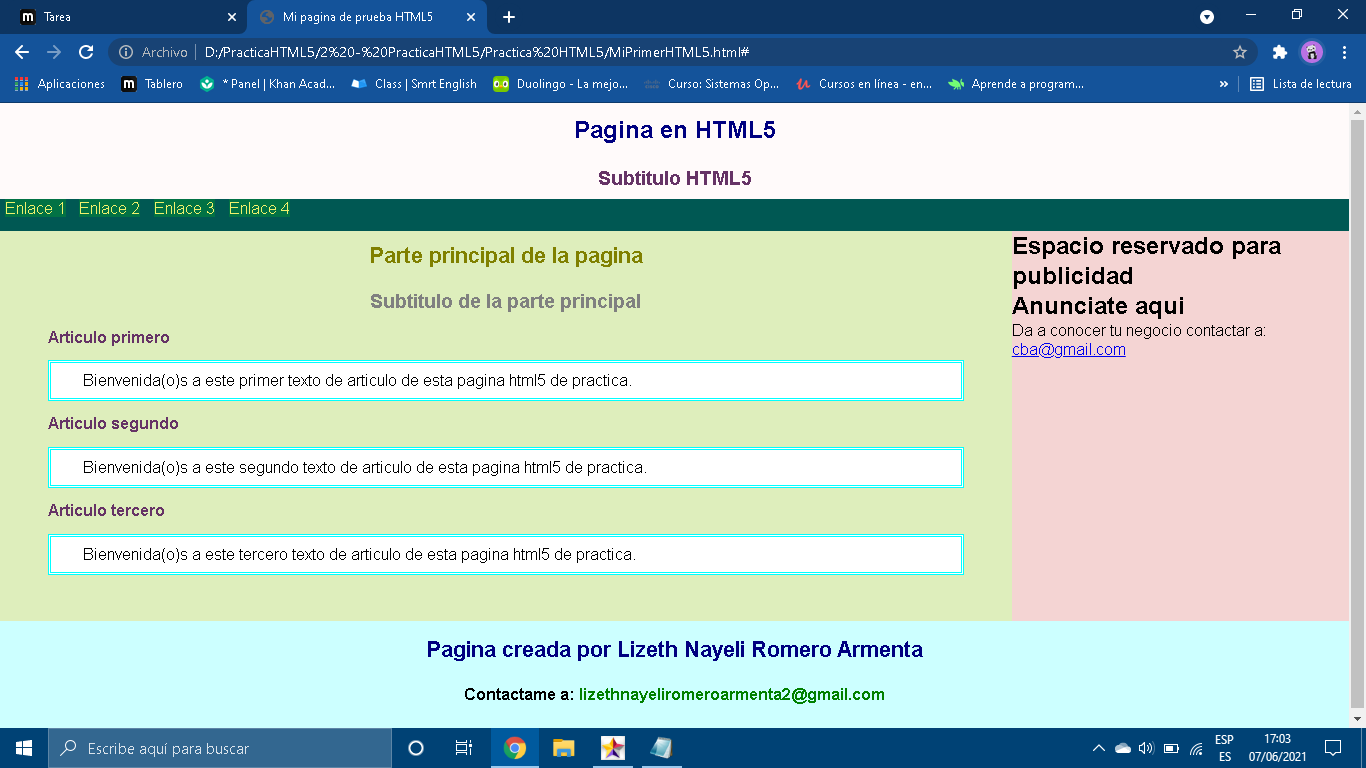 Tarea
Mi pagina de prueba HTML5
Archivo | D:/PracticaHTML5/2%20-%20PracticaHTML5/Practica%20HTML5/MiPrimerHTML5.html#
Aplicaciones
Tablero
* Panel | Khan Acad...
Class | Smrt English
Duolingo - La mejo...
Curso: Sistemas Op...
Cursos en línea - en...
Aprende a program...
»
Lista de lectura
Pagina en HTML5
Subtitulo HTML5
Enlace 1 Enlace 2 Enlace 3 Enlace 4
Parte principal de la pagina
Subtitulo de la parte principal
Articulo primero
Bienvenida(o)s a este primer texto de articulo de esta pagina html5 de practica.
Articulo segundo
Bienvenida(o)s a este segundo texto de articulo de esta pagina html5 de practica.
Articulo tercero
Bienvenida(o)s a este tercero texto de articulo de esta pagina html5 de practica.
Espacio reservado para
publicidad
Anunciate aqui
Da a conocer tu negocio contactar a:
cba@gmail.com
Pagina creada por Lizeth Nayeli Romero Armenta
Contactame a: lizethnayeliromeroarmenta2@gmail.com
Escribe aquí para buscar
ESP
ES
17:03
07/06/2021